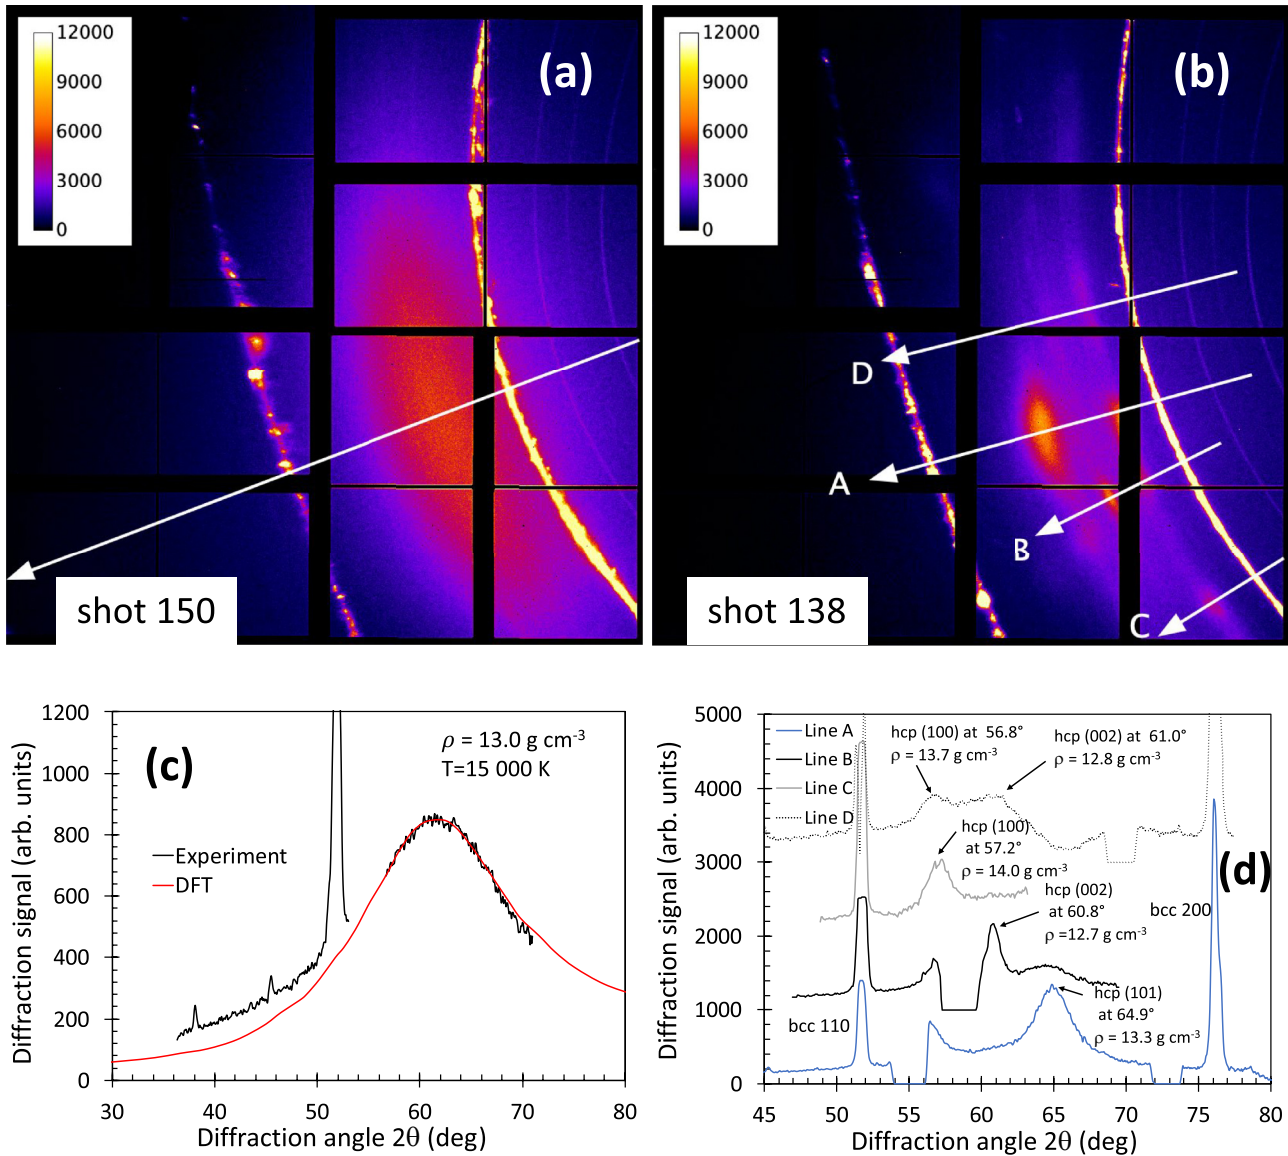 12000
9000
6000
3000
0
(a)
shot 150
12000
9000
6000
3000
0
(b)
D
A
B
C
shot 138
1200
1000
800
600
400
200
0
Diffraction signal (arb. units)
(c)
ρ = 13.0 g cm-3
T=15 000 K
Experiment
DFT
30
40
50
60
70
80
Diffraction angle 2θ (deg)
5000
4000
3000
2000
1000
0
Diffraction signal (arb. units)
Line A
Line B
Line C
Line D
hcp (100) at 56.8°
ρ = 13.7 g cm-3
hcp (002) at 61.0°
ρ = 12.8 g cm-3
hcp (100)
at 57.2°
ρ = 14.0 g cm-3
hcp (002)
at 60.8°
ρ =12.7 g cm-3
(d)
bcc 200
bcc 110
hcp (101)
at 64.9°
ρ = 13.3 g cm-3
45
50
55
60
65
70
75
80
Diffraction angle 2θ (deg)